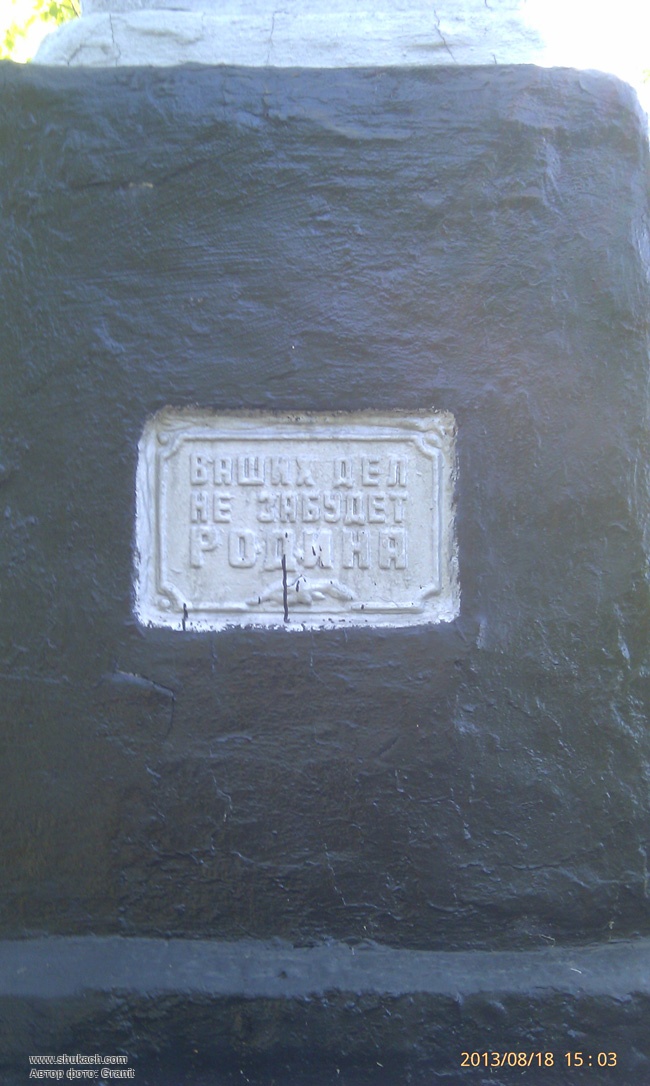 ВАШИХ ДЕЛ
НЕ ЗАБУДЕТ
РОДИНА
www.shukach.com
Автор фото: Granit
2013/08/18 15:03